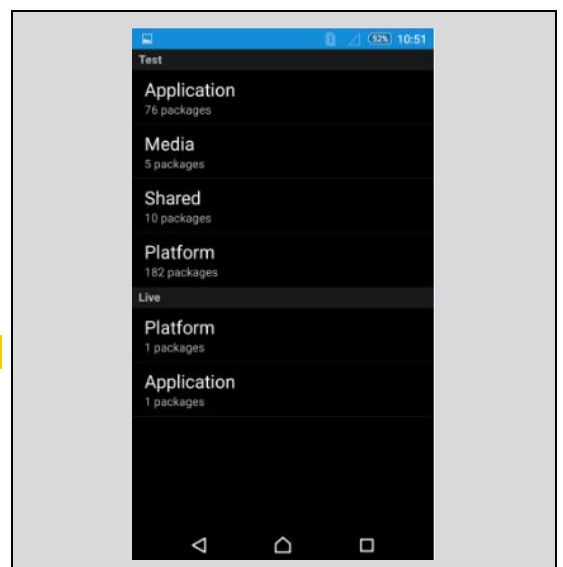 52% 10:51
Test
Application
76 packages
Media
5 packages
Shared
10 packages
Platform
182 packages
Live
Platform
1 packages
Application
1 packages